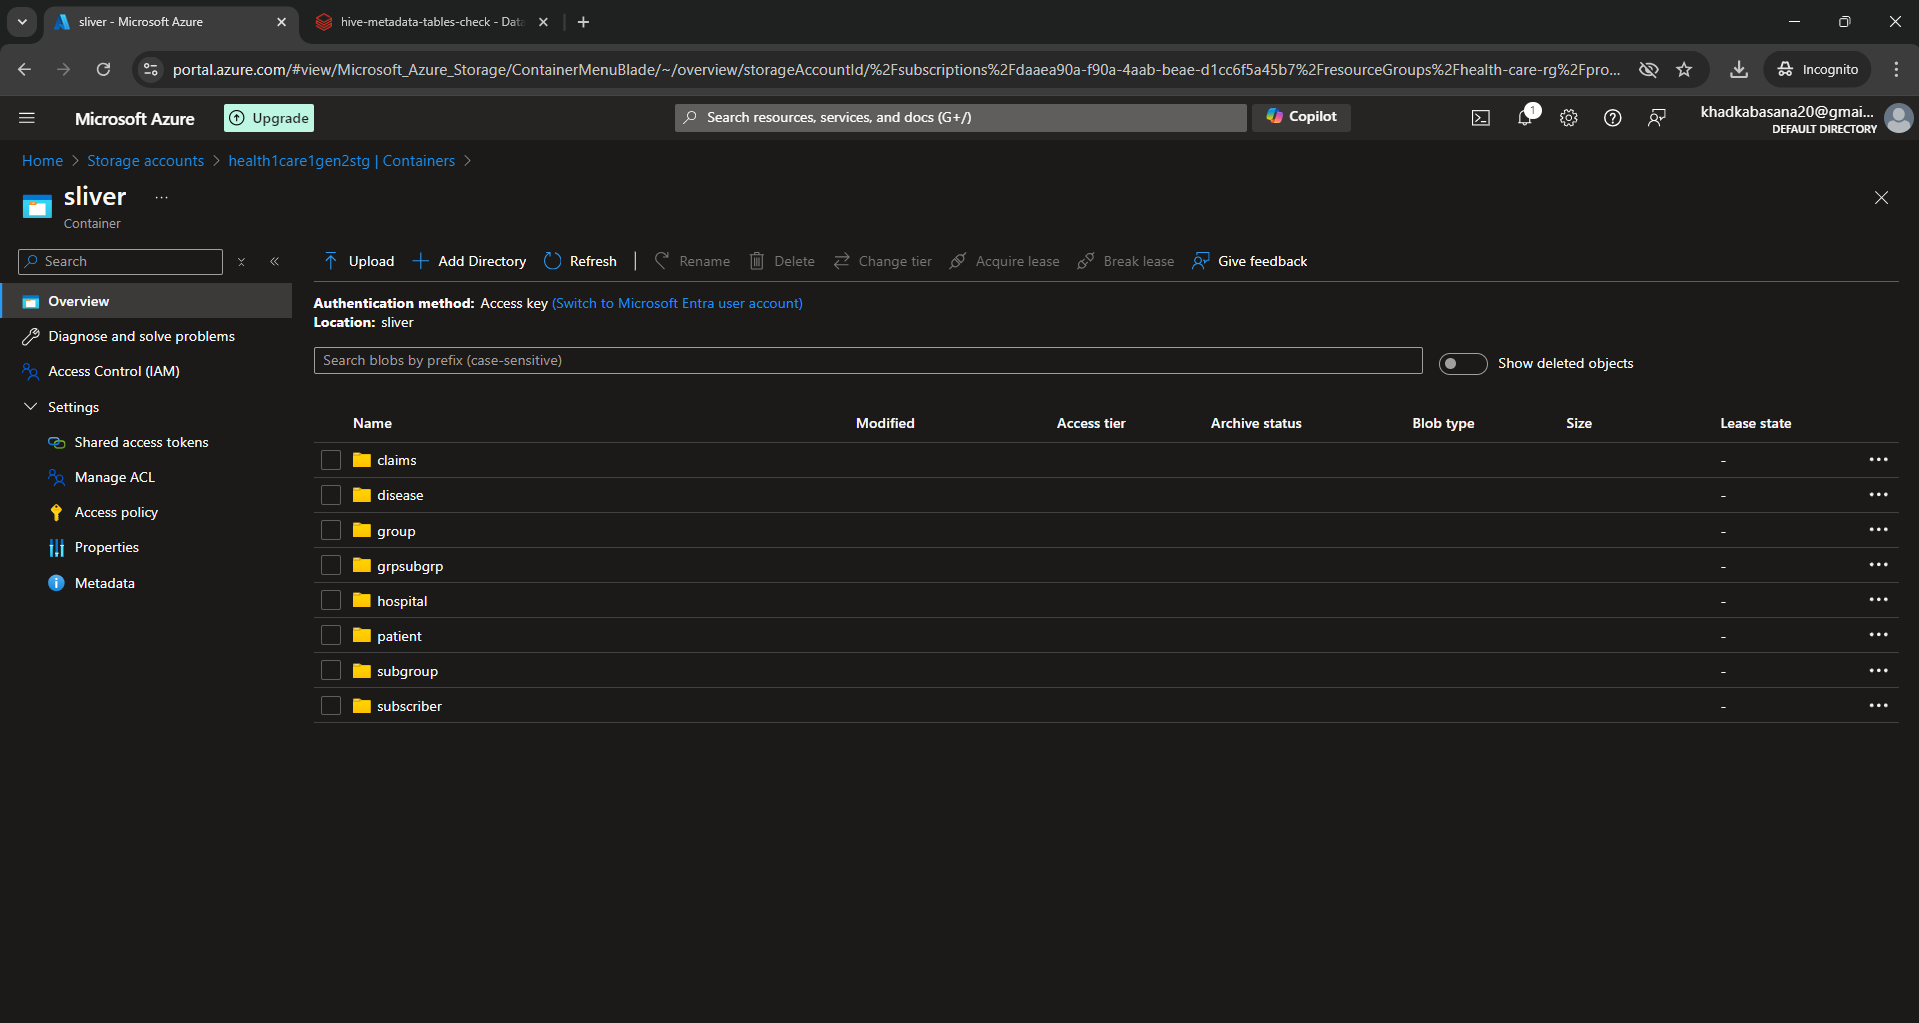 sliver - Microsoft Azure
hive-metadata-tables-check - Data
portal.azure.com/#view/Microsoft_Azure_Storage/ContainerMenuBlade/~/overview/storageAccountId/%2Fsubscriptions%2Fdaaea90a-f90a-4aab-beae-d1cc6f5a45b7%2FresourceGroups%2Fhealth-care-rg%2Fpro...
Incognito
Microsoft Azure
Upgrade
Search resources, services, and docs (G+/)
Copilot
1
khadkabasana20@gmai...
DEFAULT DIRECTORY
Home > Storage accounts > health1care1gen2stg | Containers >
sliver ...
Container
Search
Upload
Add Directory
Refresh
Rename
Delete
Change tier
Acquire lease
Break lease
Give feedback
Overview
Diagnose and solve problems
Access Control (IAM)
Settings
Shared access tokens
Manage ACL
Access policy
Properties
Metadata
Authentication method: Access key (Switch to Microsoft Entra user account)
Location: sliver
Search blobs by prefix (case-sensitive)
Show deleted objects
Name Modified Access tier Archive status Blob type Size Lease state
claims -
disease -
group -
grpsubgrp -
hospital -
patient -
subgroup -
subscriber -